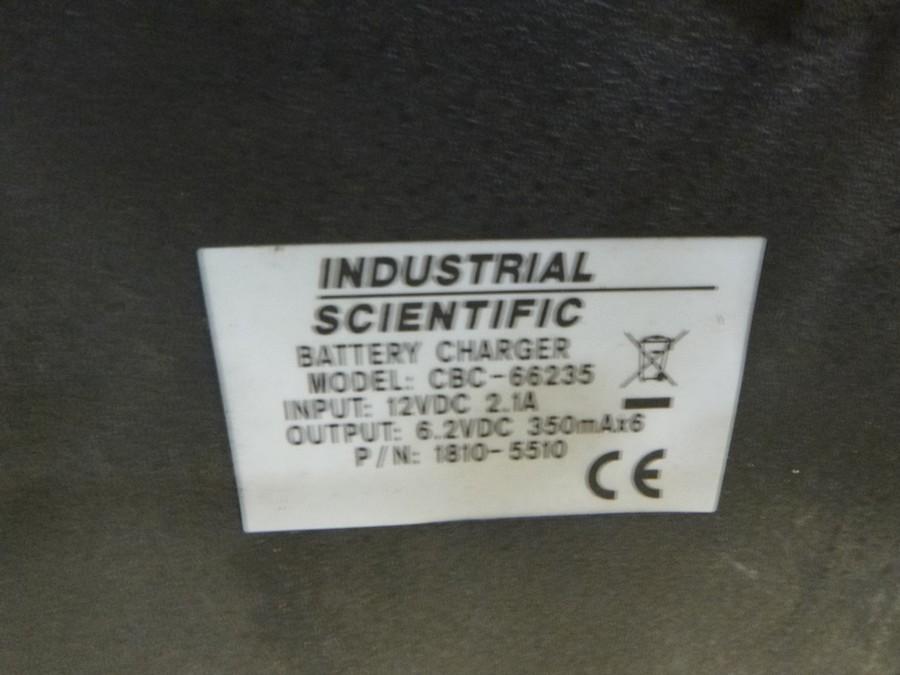 INDUSTRIAL
SCIENTIFIC
BATTERY CHARGER
MODEL: CBC-66235
INPUT: 12VDC 2.1A
OUTPUT: 6.2VDC 350mAx6
P/N: 1810-5510
CE